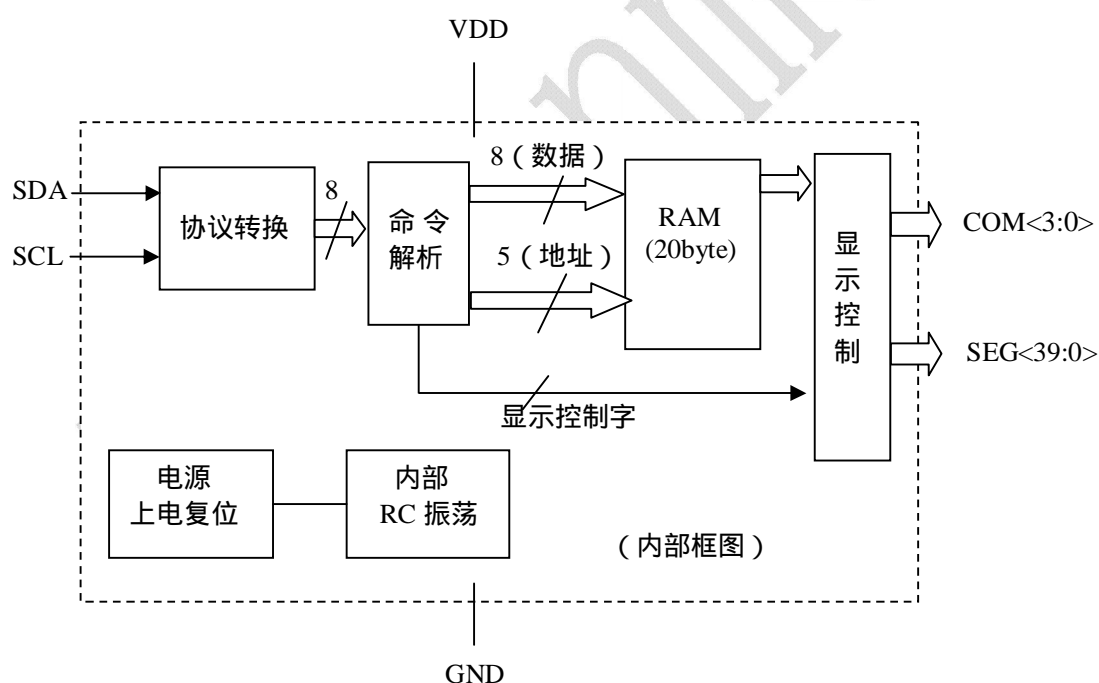 VDD
SDA
SCL
协议转换
8
命 令
解析
8（数据）
5（地址）
RAM
(20byte)
显
示
控
制
COM<3:0>
SEG<39:0>
显示控制字
电源
上电复位
内部
RC 振荡
（内部框图）
GND